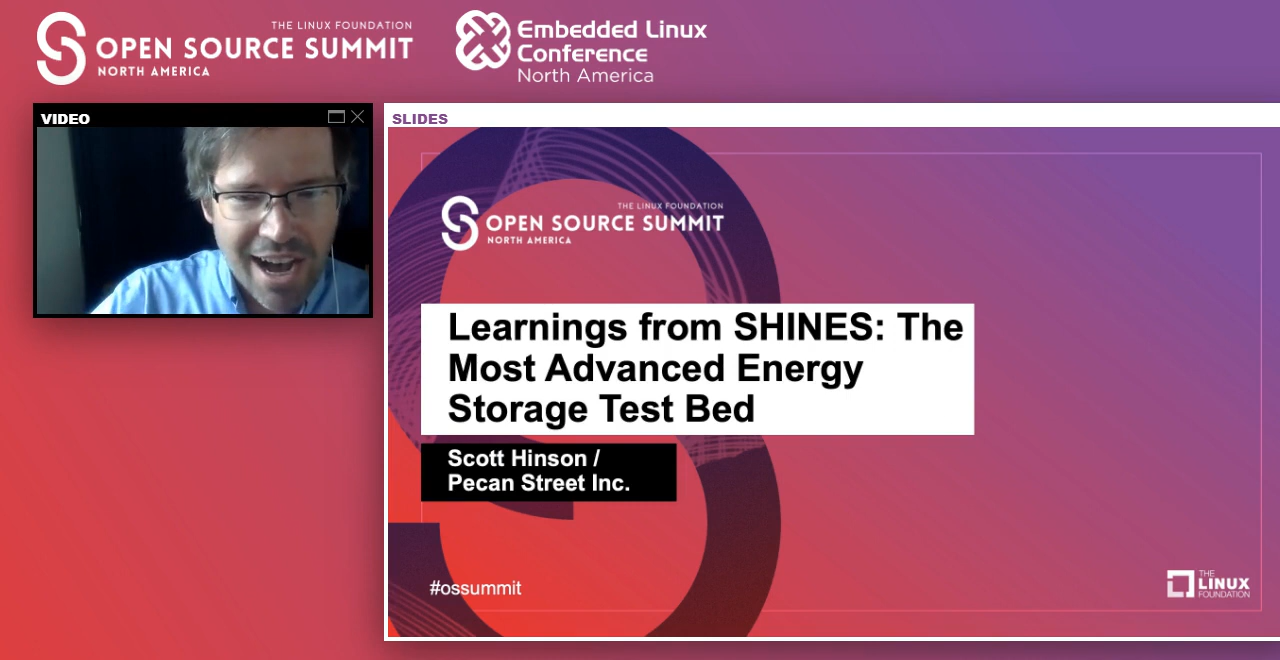 THE LINUX FOUNDATION
OPEN SOURCE SUMMIT
NORTH AMERICA
Embedded Linux
Conference
North America
VIDEO
SLIDES
THE LINUX FOUNDATION
OPEN SOURCE SUMMIT
NORTH AMERICA
Learnings from SHINES: The
Most Advanced Energy
Storage Test Bed
Scott Hinson /
Pecan Street Inc.
#ossummit
THE
LINUX
FOUNDATION